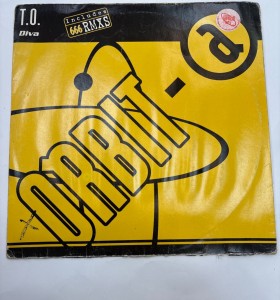 T.O.
Diva
Includes
666 RMXS
a
ORBIT